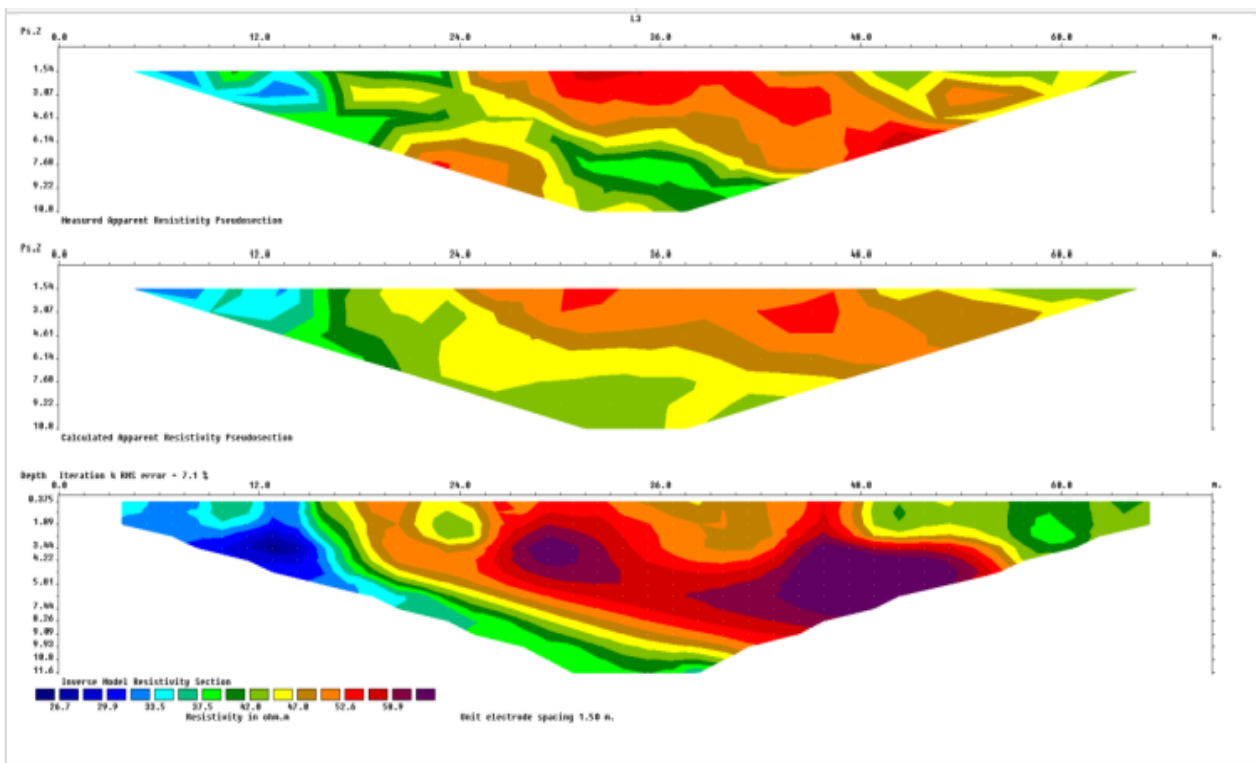 L3
Ps.Z 0.0 12.0 24.0 36.0 48.0 60.0 m.
1.54
3.07
4.61
6.14
7.68
9.22
10.8
Measured Apparent Resistivity Pseudosection
Ps.Z 0.0 12.0 24.0 36.0 48.0 60.0 m.
1.54
3.07
4.61
6.14
7.68
9.22
10.8
Calculated Apparent Resistivity Pseudosection
Depth Iteration 4 RMS error = 7.1 %
0.0 12.0 24.0 36.0 48.0 60.0 m.
0.375
1.89
3.44
4.22
5.81
7.44
8.26
9.09
9.93
10.8
11.6
Inverse Model Resistivity Section
26.7 29.9 33.5 37.5 42.0 47.0 52.6 58.9
Resistivity in ohm.m Unit electrode spacing 1.50 m.